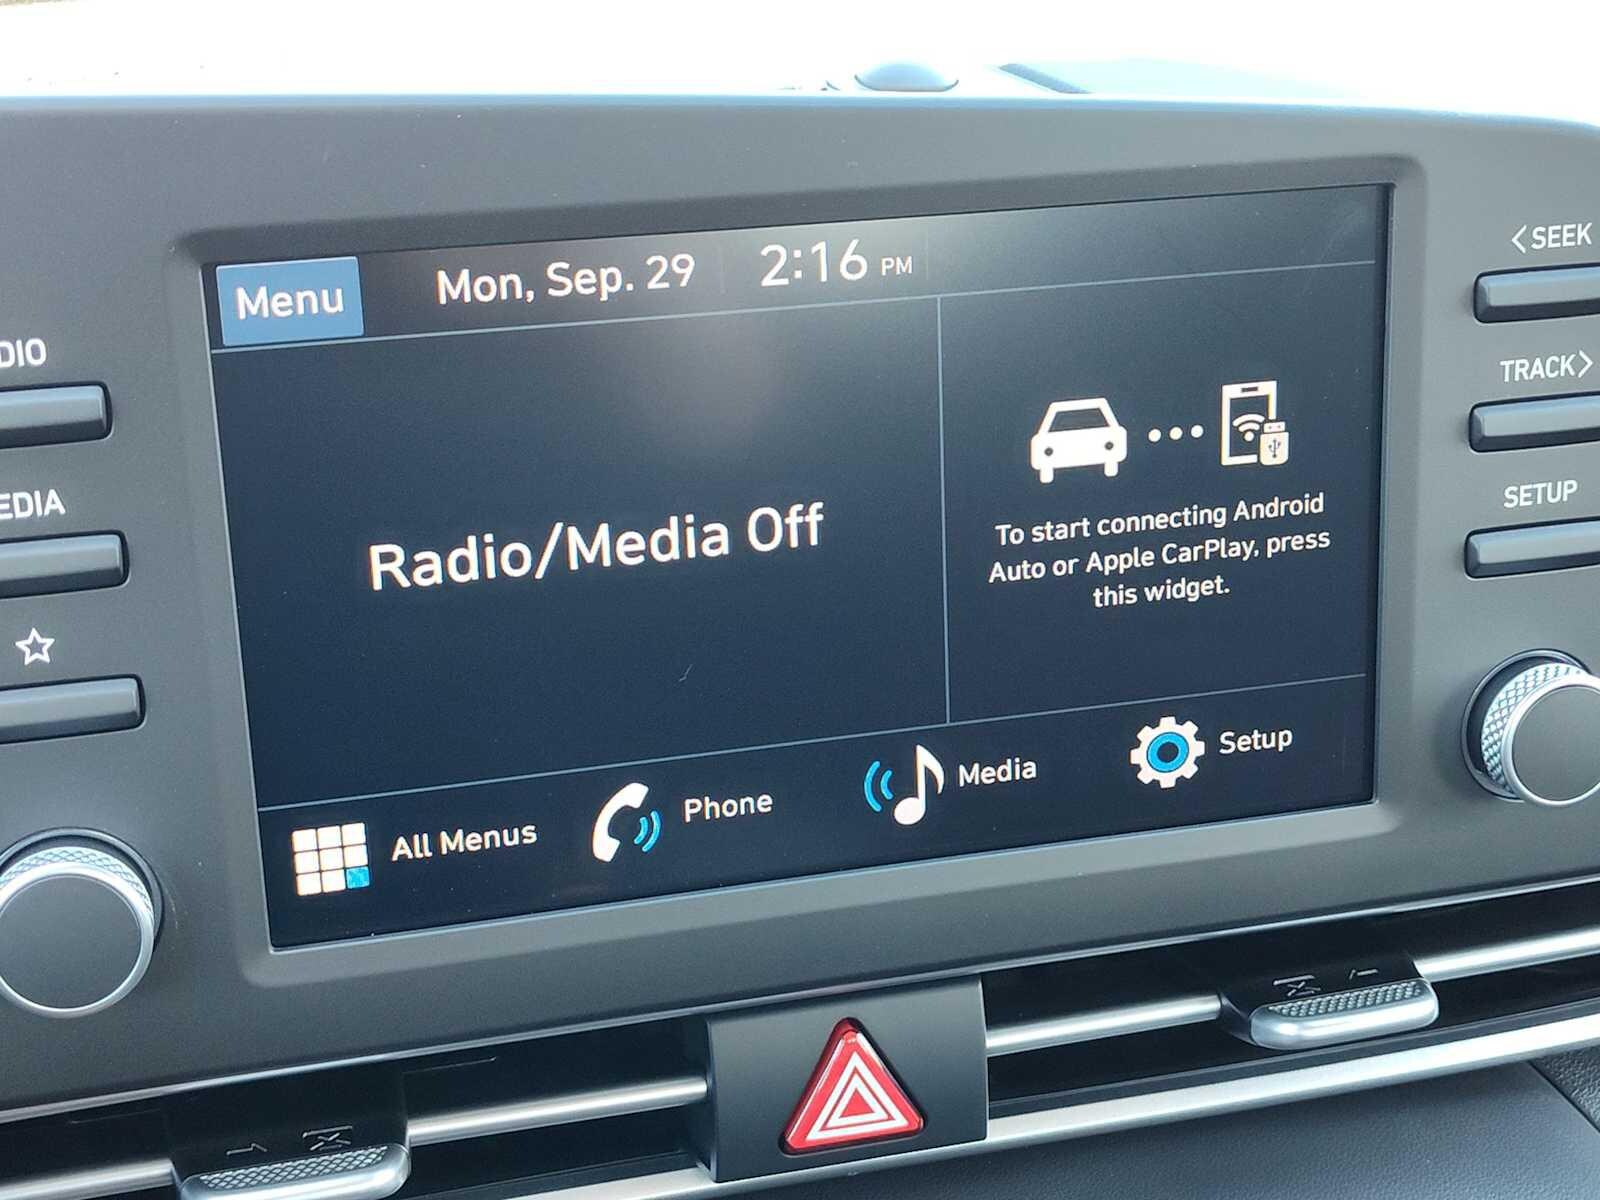 Menu Mon, Sep. 29 2:16 PM
Radio/Media Off
To start connecting Android
Auto or Apple CarPlay, press
this widget.
All Menus Phone Media Setup
DIO
EDIA
<SEEK
TRACK>
SETUP